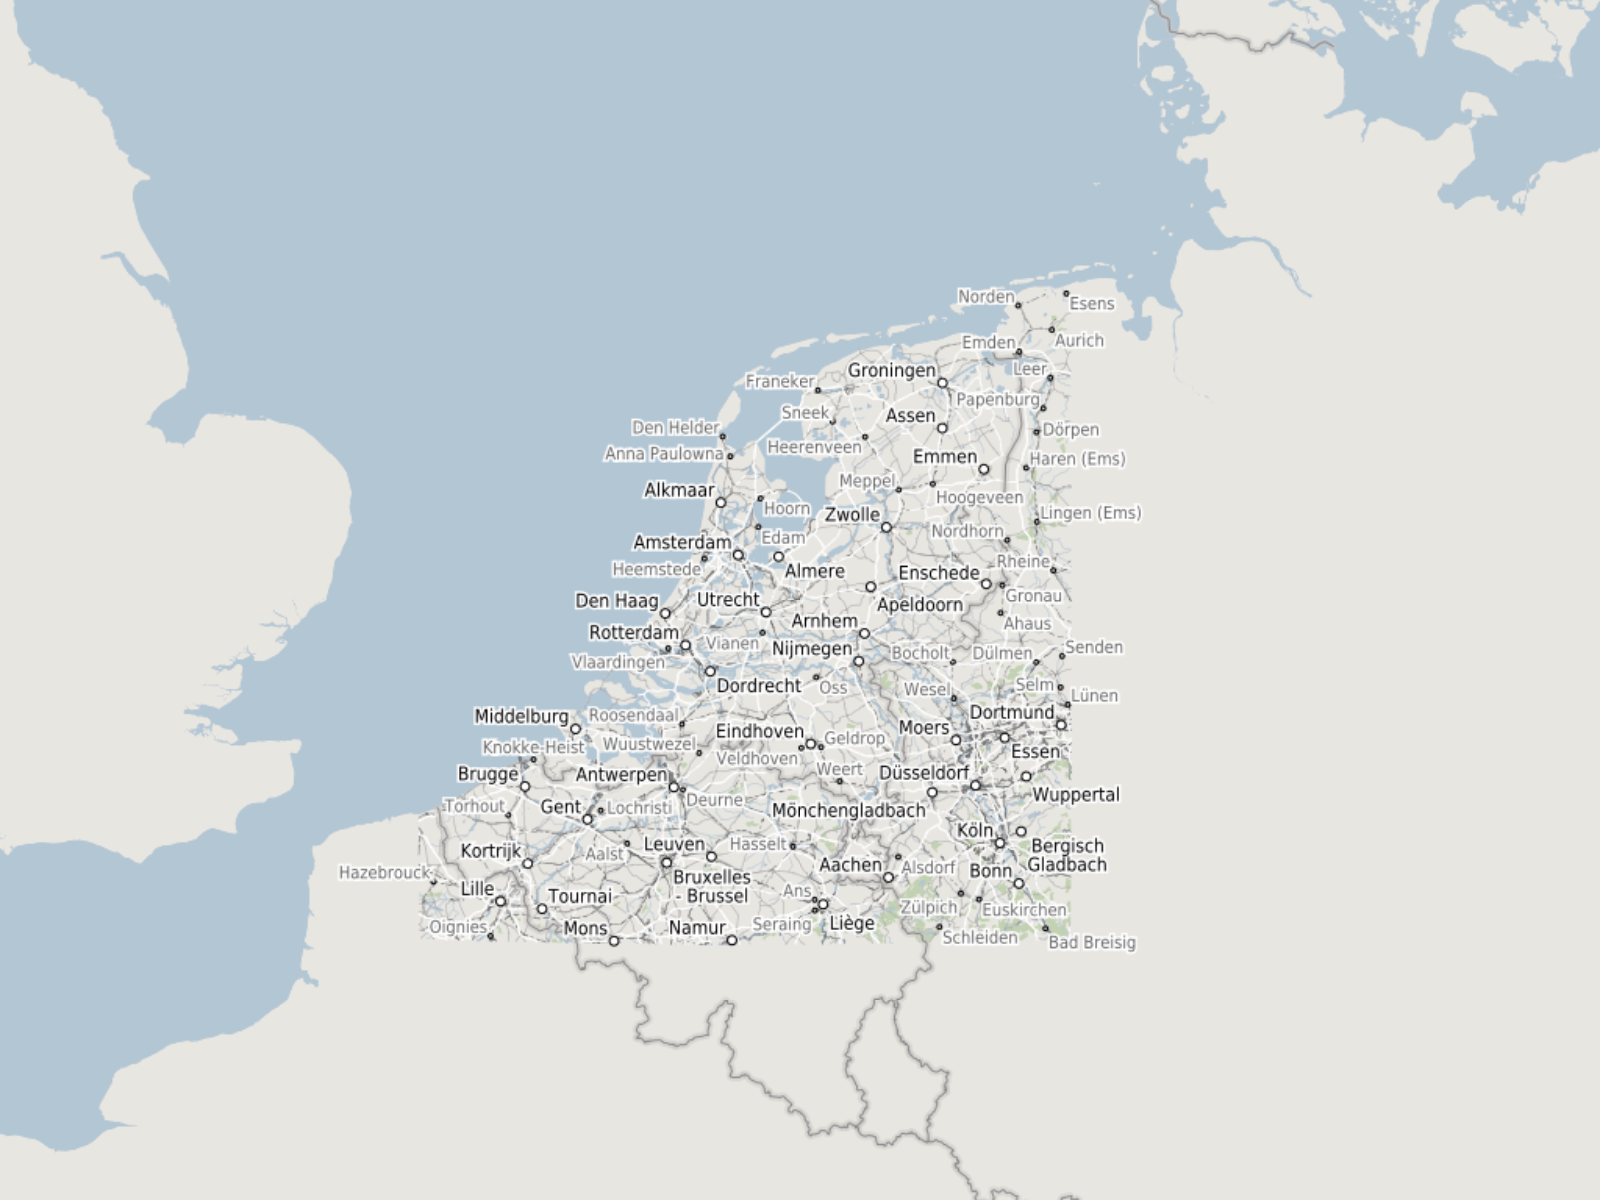 Norden
Esens
Aurich
Emden
Leer
Groningen
Franeker
Papenburg
Sneek
Assen
Den Helder
Dörpen
Heerenveen
Anna Paulowna
Emmen
Haren (Ems)
Meppel
Alkmaar
Hoogeveen
Hoorn
Zwolle
Lingen (Ems)
Nordhorn
Edam
Amsterdam
Rheine
Heemstede
Almere
Enschede
Gronau
Den Haag
Utrecht
Apeldoorn
Arnhem
Ahaus
Rotterdam
Vianen
Nijmegen
Senden
Bocholt
Dülmen
Vlaardingen
Dordrecht
Oss
Wesel
Selm
Lünen
Dortmund
Middelburg
Roosendaal
Moers
Eindhoven
Geldrop
Knokke-Heist
Wuustwezel
Essen
Veldhoven
Weert
Düsseldorf
Brugge
Antwerpen
Wuppertal
Deurne
Torhout
Gent
Lochristi
Mönchengladbach
Köln
Bergisch
Gladbach
Kortrijk
Aalst
Leuven
Hasselt
Aachen
Alsdorf
Bonn
Hazebrouck
Bruxelles
- Brussel
Lille
Tournai
Ans
Zülpich
Euskirchen
Oignies
Mons
Namur
Seraing
Liège
Schleiden
Bad Breisig